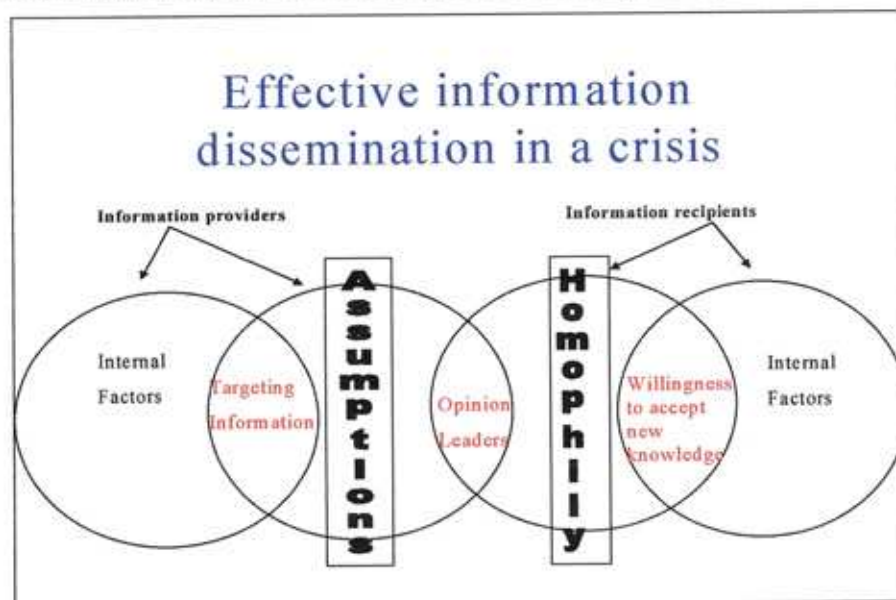 Effective information
dissemination in a crisis
Information providers
Information recipients
Assumptions
Homophily
Internal
Factors
Targeting
Information
Opinion
Leaders
Willingness
to accept
new
knowledge
Internal
Factors